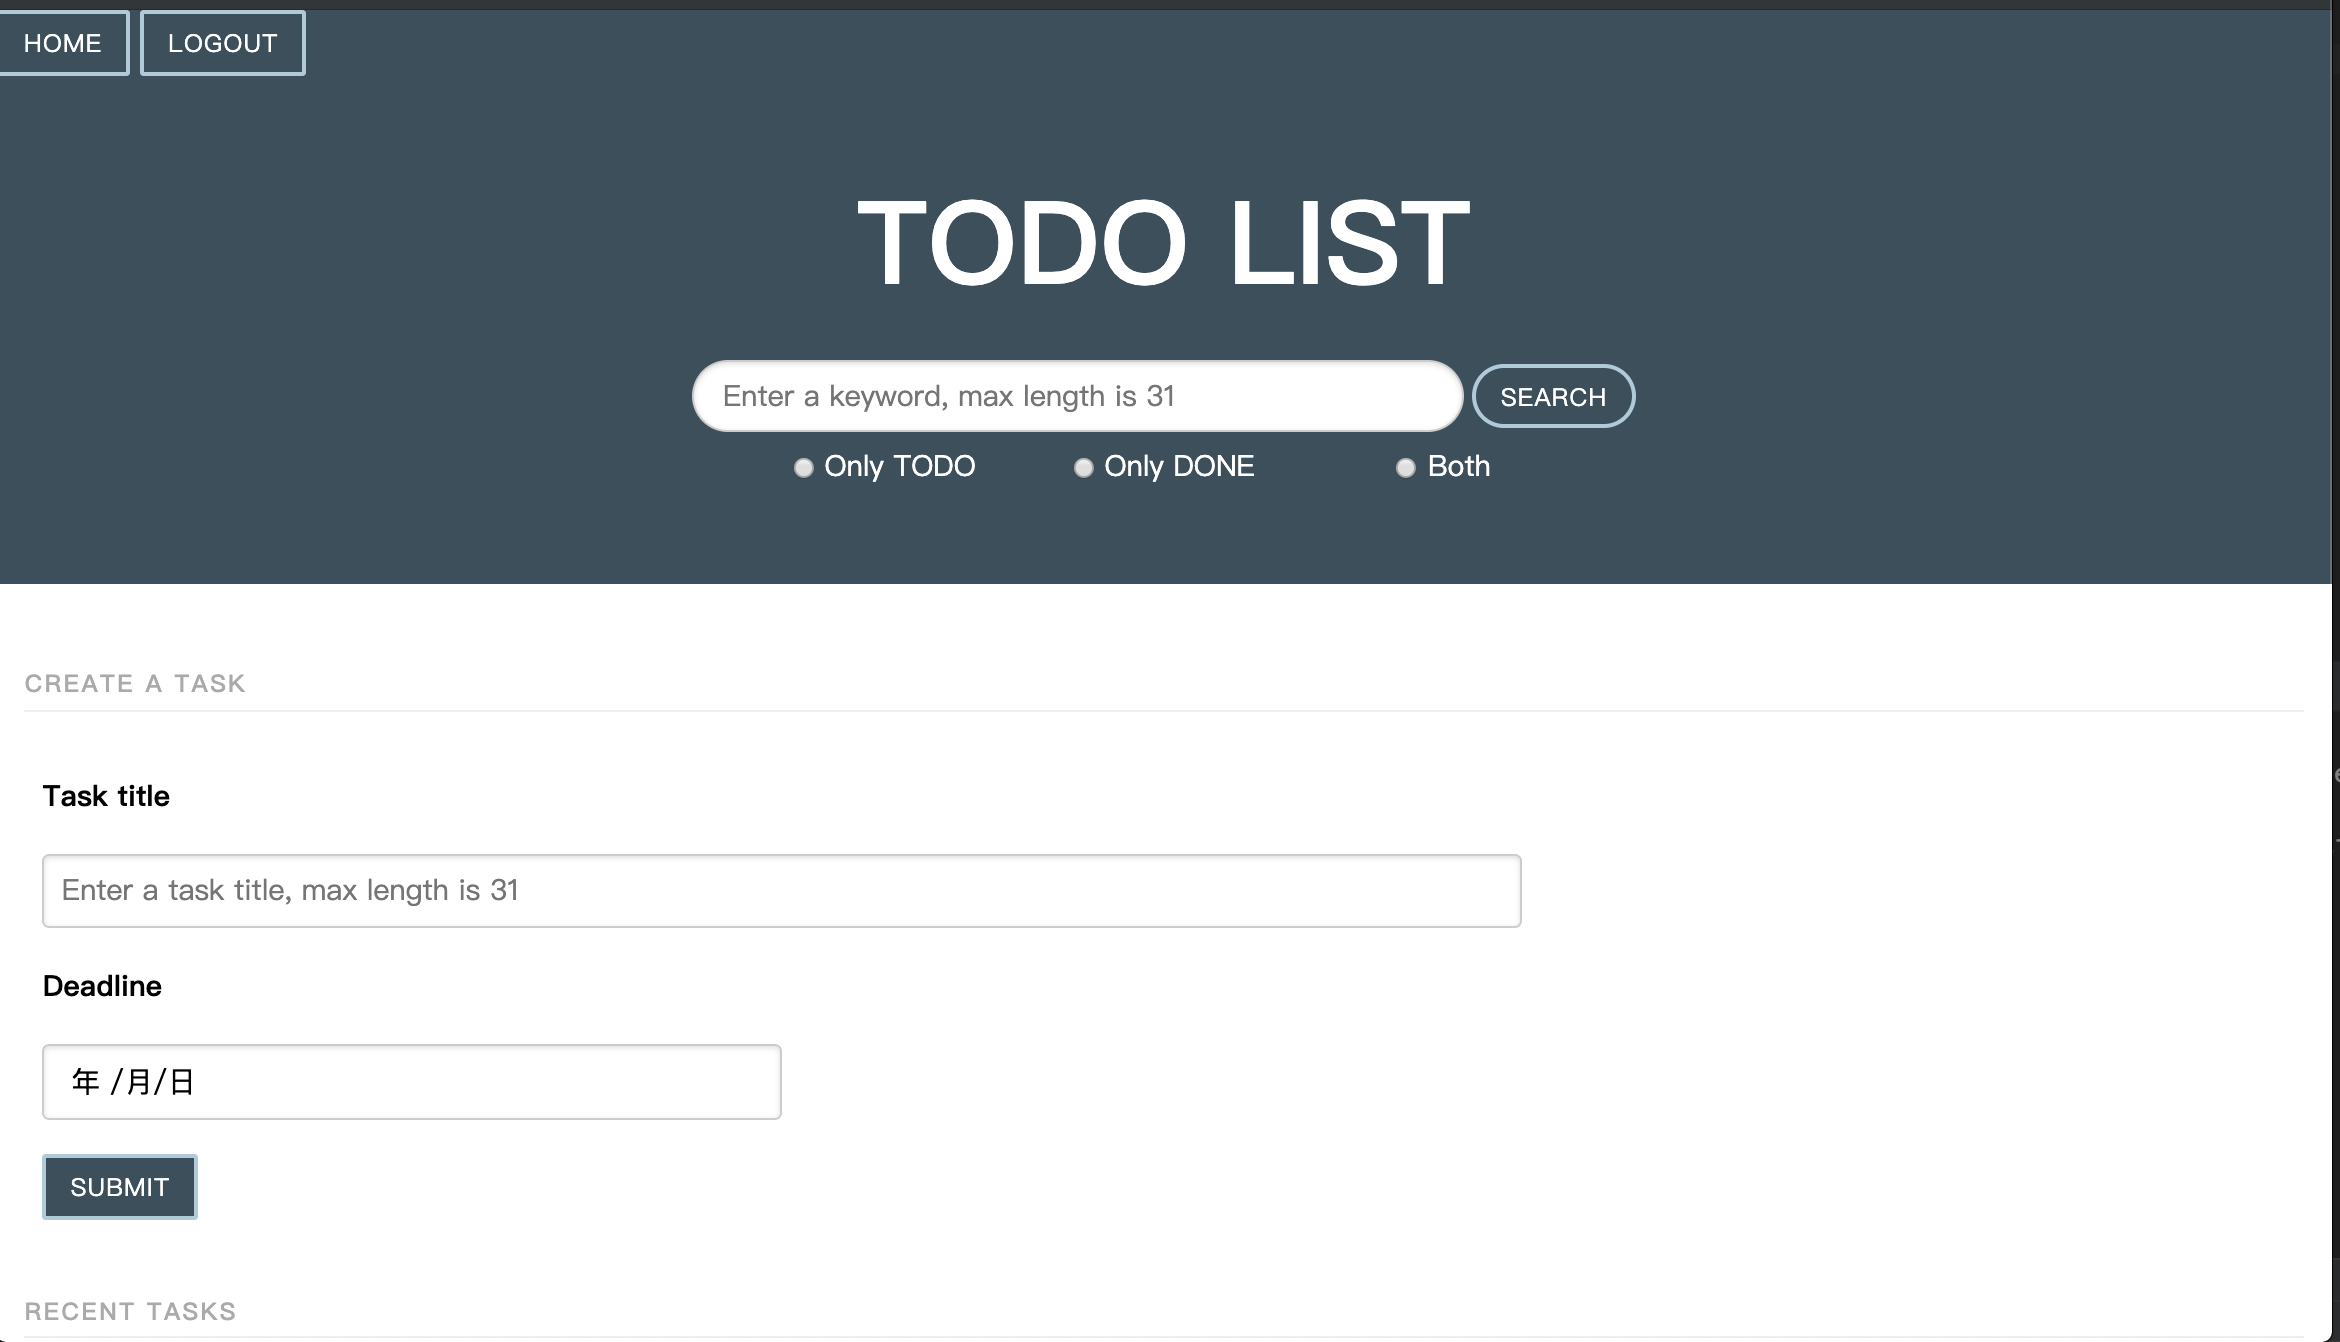 HOME LOGOUT
TODO LIST
Enter a keyword, max length is 31 SEARCH
Only TODO Only DONE Both
CREATE A TASK
Task title
Enter a task title, max length is 31
Deadline
年 /月/日
SUBMIT
RECENT TASKS